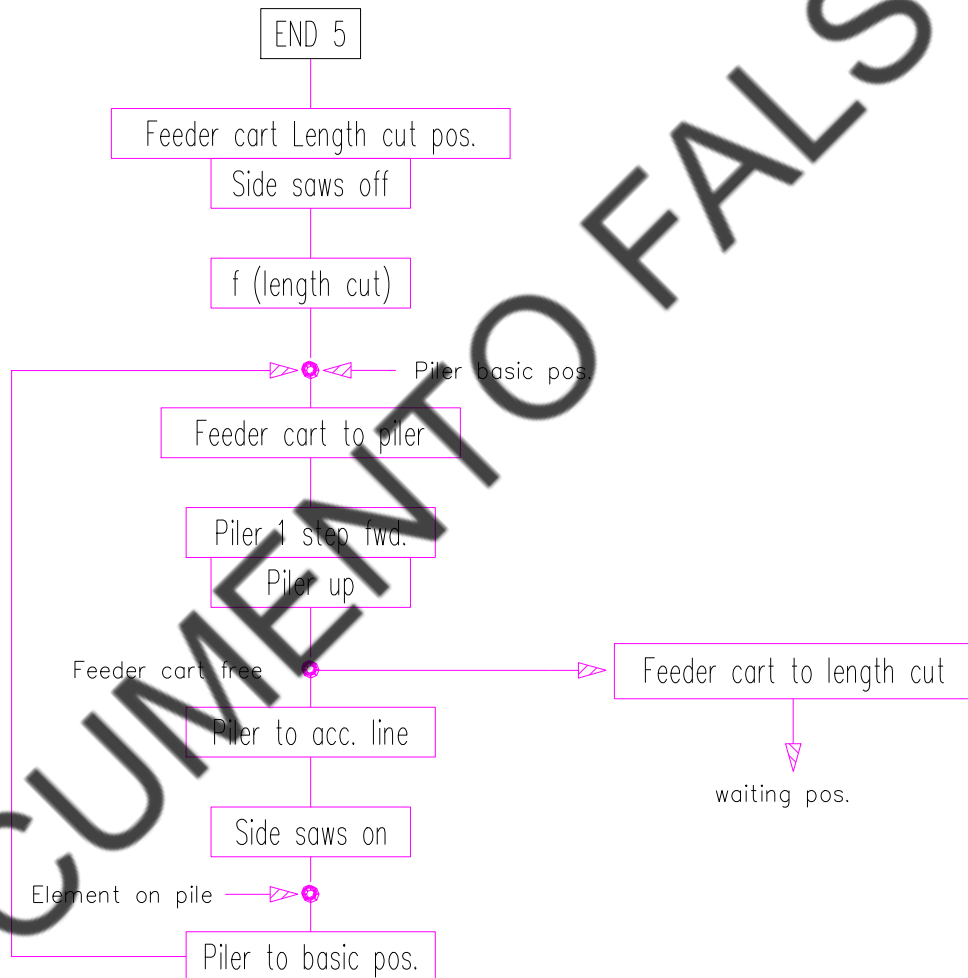 END 5
Feeder cart Length cut pos.
Side saws off
f (length cut)
Piler basic pos.
Feeder cart to piler
Piler 1 step fwd.
Piler up
Feeder cart free
Feeder cart to length cut
Piler to acc. line
waiting pos.
Side saws on
Element on pile
Piler to basic pos.
CUMENTO FALS